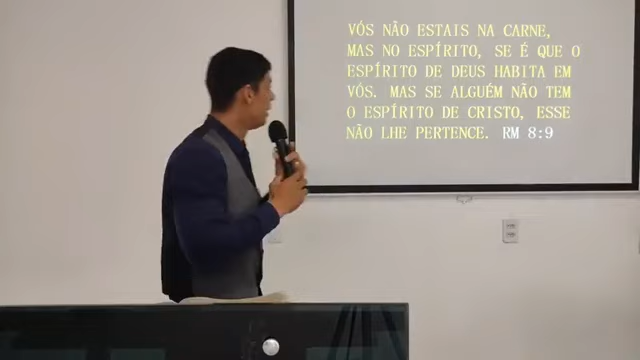 VÓS NÃO ESTAIS NA CARNE,
MAS NO ESPÍRITO, SE É QUE O
ESPÍRITO DE DEUS HABITA EM
VÓS. MAS SE ALGUÉM NÃO TEM
O ESPÍRITO DE CRISTO, ESSE
NÃO LHE PERTENCE. RM 8:9